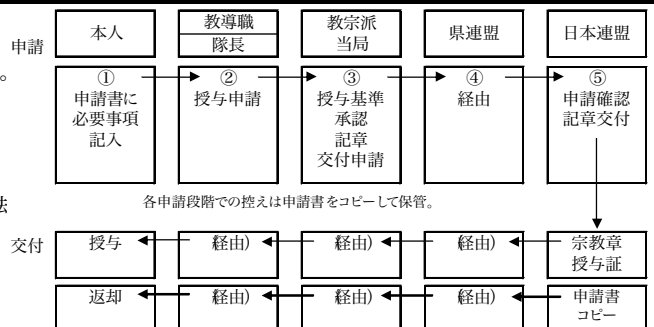 申請
本人
教導職
隊長
教宗派
当局
県連盟
日本連盟
。
①
申請書に
必要事項
記入
②
授与申請
③
授与基準
承認
記章
交付申請
④
経由
⑤
申請確認
記章交付
法
各申請段階での控えは申請書をコピーして保管。
交付
授与
経由)
経由)
経由)
宗教章
授与証
返却
経由)
経由)
経由)
申請書
コピー